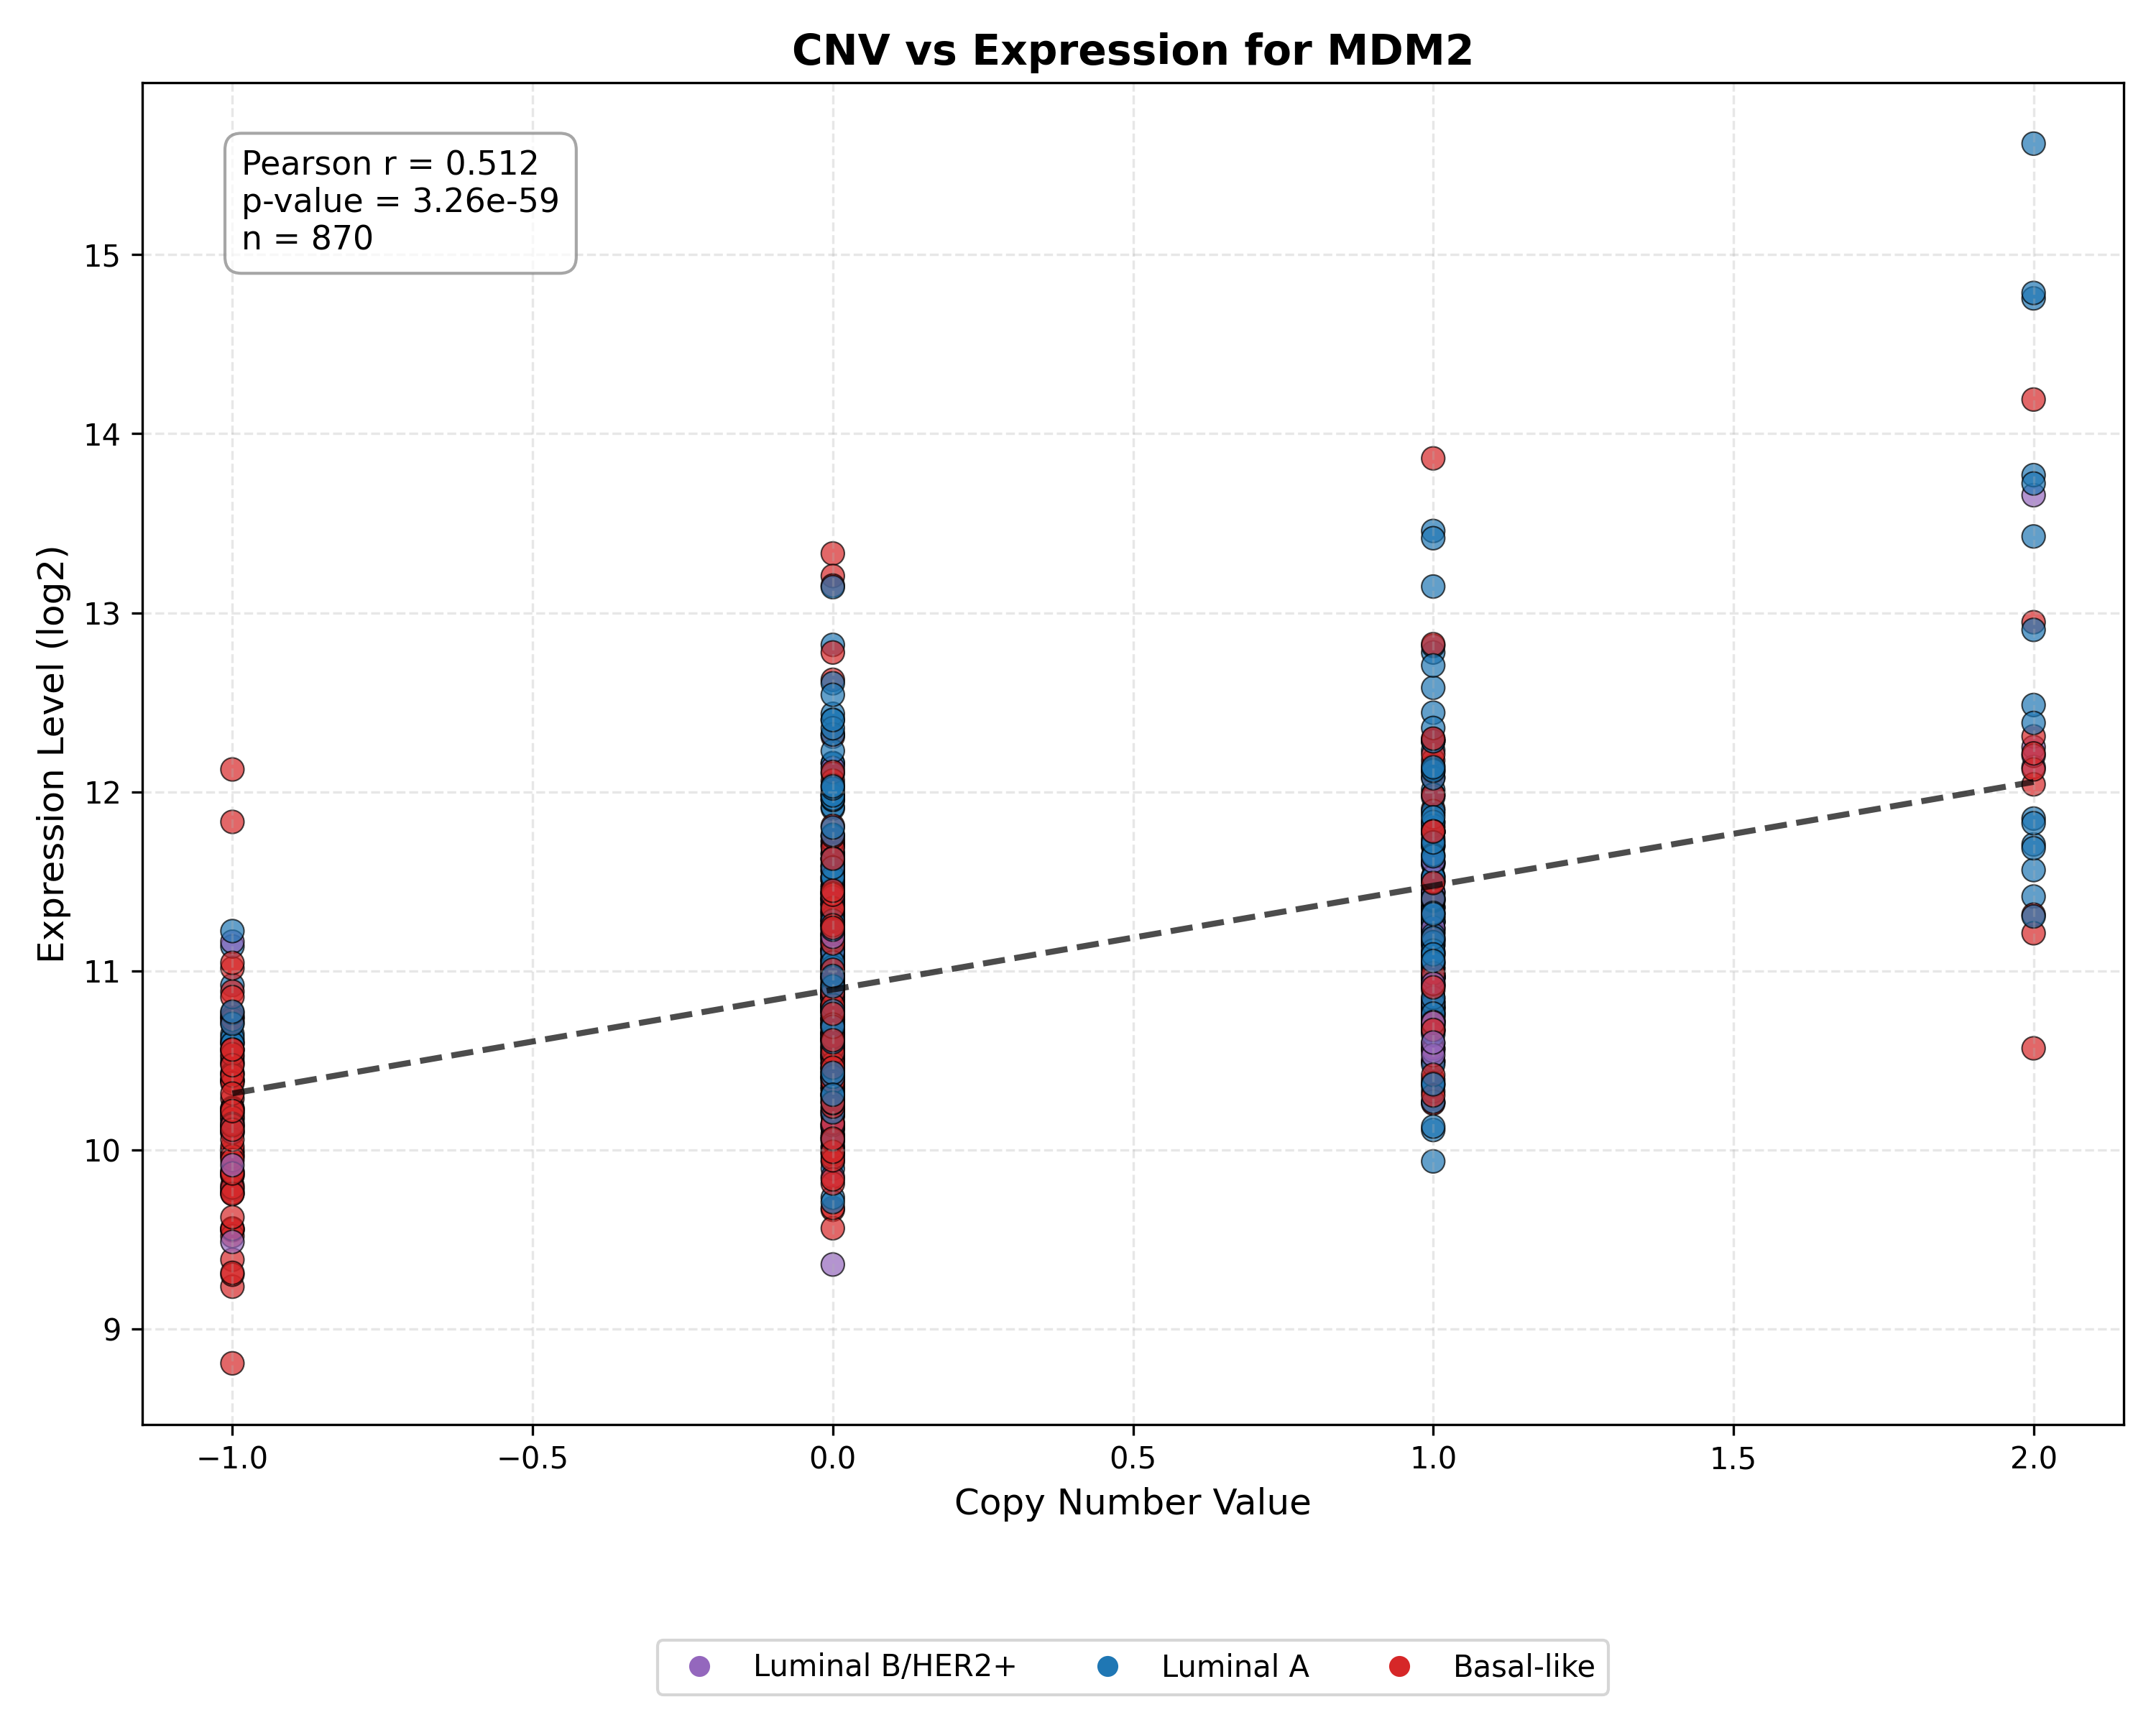 CNV vs Expression for MDM2
Pearson r = 0.512
p-value = 3.26e-59
n = 870
Expression Level (log2)
15
14
13
12
11
10
9
−1.0 −0.5 0.0 0.5 1.0 1.5 2.0
Copy Number Value
Luminal B/HER2+ Luminal A Basal-like